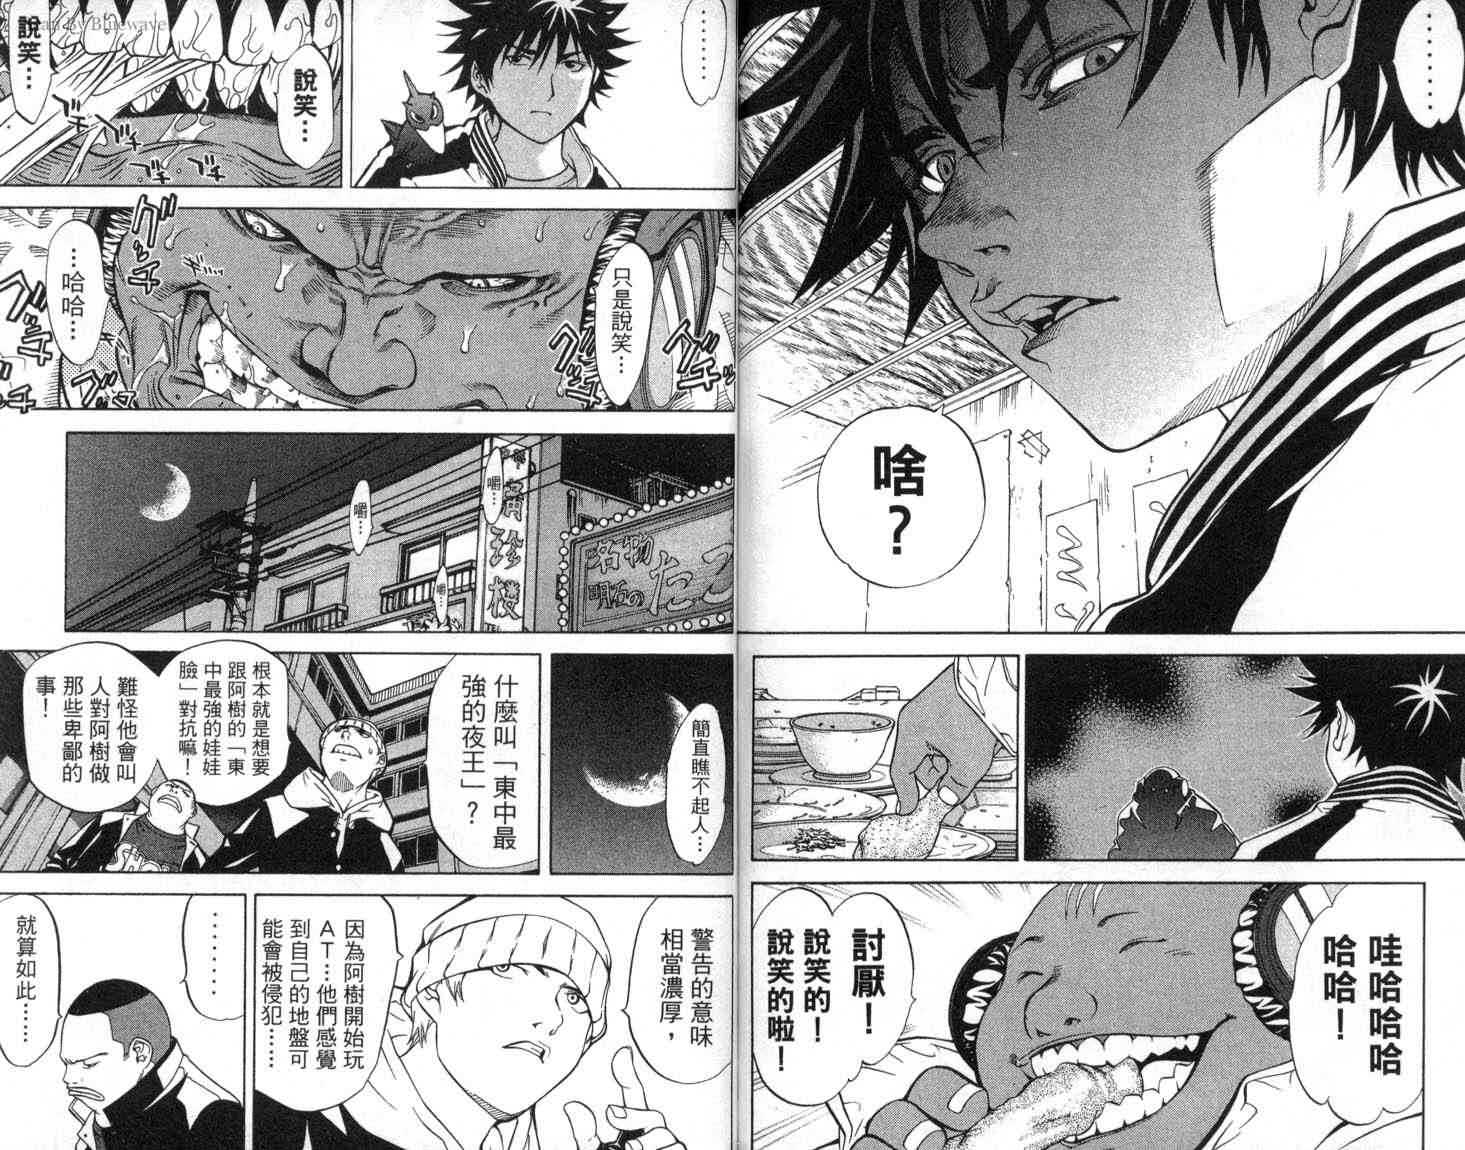 ………
啥？
哇哈哈哈
哈哈！
討厭！
說笑的！
說笑的啦！
………
說笑…
說笑…
只是說笑…
…哈哈…
嚼…
嚼…
嚼…
珍
樓
名物
明石の
たこ
簡直瞧不起人…
什麼叫「東中最
強的夜王」？
根本就是想要
跟阿樹的「東
中最強的娃娃
臉」對抗嘛！
難怪他會叫
人對阿樹做
那些卑鄙的
事！
警告的意味
相當濃厚，
因為阿樹開始玩
ＡＴ…他們感覺
到自己的地盤可
能會被侵犯……
………
就算如此……
By Bluewave